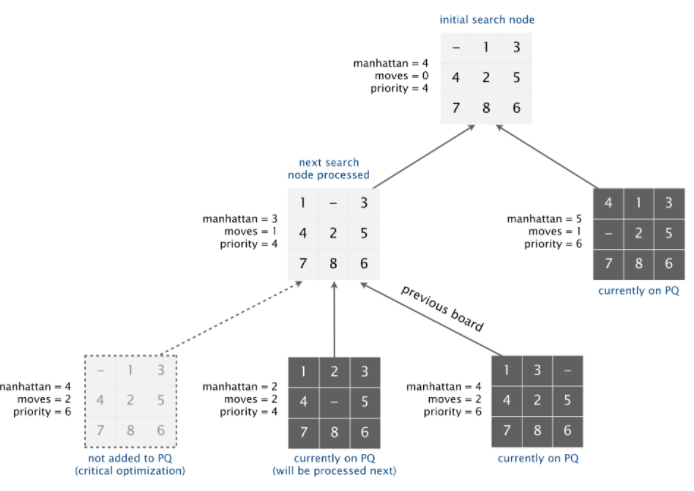 initial search node
– 1 3
manhattan = 4
moves = 0
priority = 4
4 2 5
7 8 6
next search
node processed
1 – 3
manhattan = 3
moves = 1
priority = 4
4 2 5
7 8 6
4 1 3
manhattan = 5
moves = 1
priority = 6
– 2 5
7 8 6
currently on PQ
previous board
– 1 3
manhattan = 4
moves = 2
priority = 6
4 2 5
7 8 6
not added to PQ
(critical optimization)
1 2 3
manhattan = 2
moves = 2
priority = 4
4 – 5
7 8 6
currently on PQ
(will be processed next)
1 3 –
manhattan = 4
moves = 2
priority = 6
4 2 5
7 8 6
currently on PQ